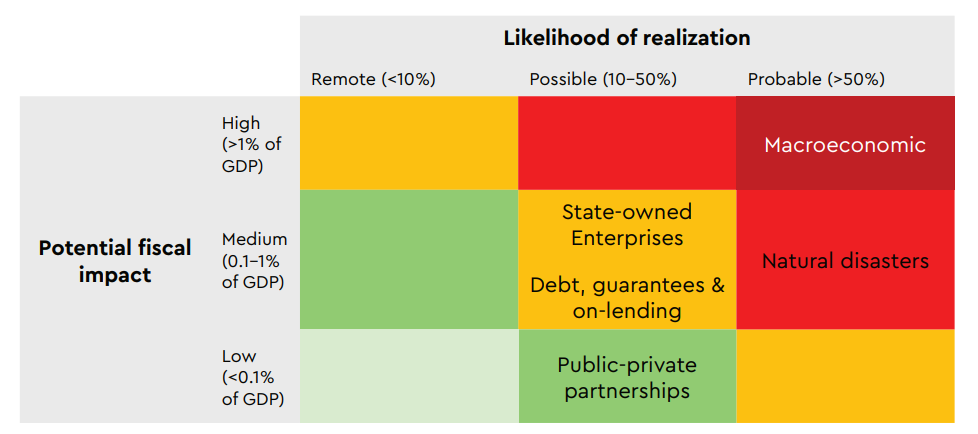 Likelihood of realization
Remote (<10%)
Possible (10–50%)
Probable (>50%)
Potential fiscal
impact
High
(>1% of
GDP)
Macroeconomic
Medium
(0.1–1%
of GDP)
State-owned
Enterprises
Debt, guarantees &
on-lending
Natural disasters
Low
(<0.1%
of GDP)
Public-private
partnerships